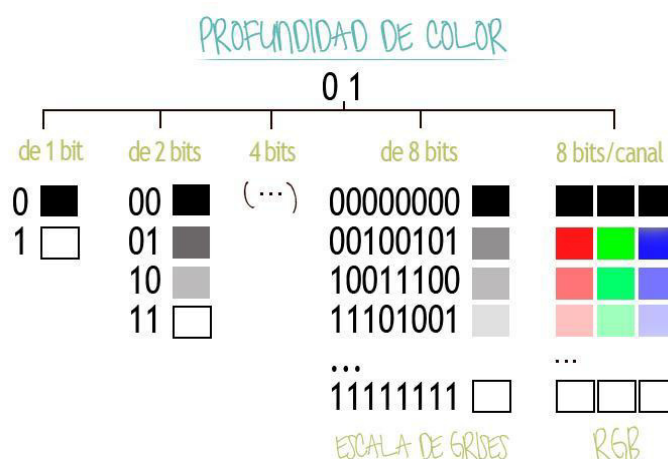 PROFUNDIDAD DE COLOR
0 1
de 1 bit de 2 bits 4 bits de 8 bits 8 bits/canal
0 00 (...) 00000000
1 01 00100101
10 10011100
11 11101001
... ...
11111111
ESCALA DE GRISES RGB